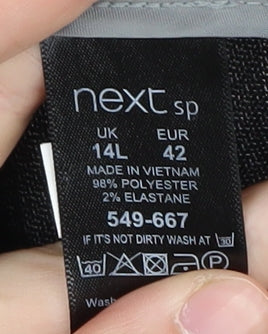 next sp
UK EUR
14L 42
MADE IN VIETNAM
98% POLYESTER
2% ELASTANE
549-667
IF IT'S NOT DIRTY WASH AT 30
40 P
Wash